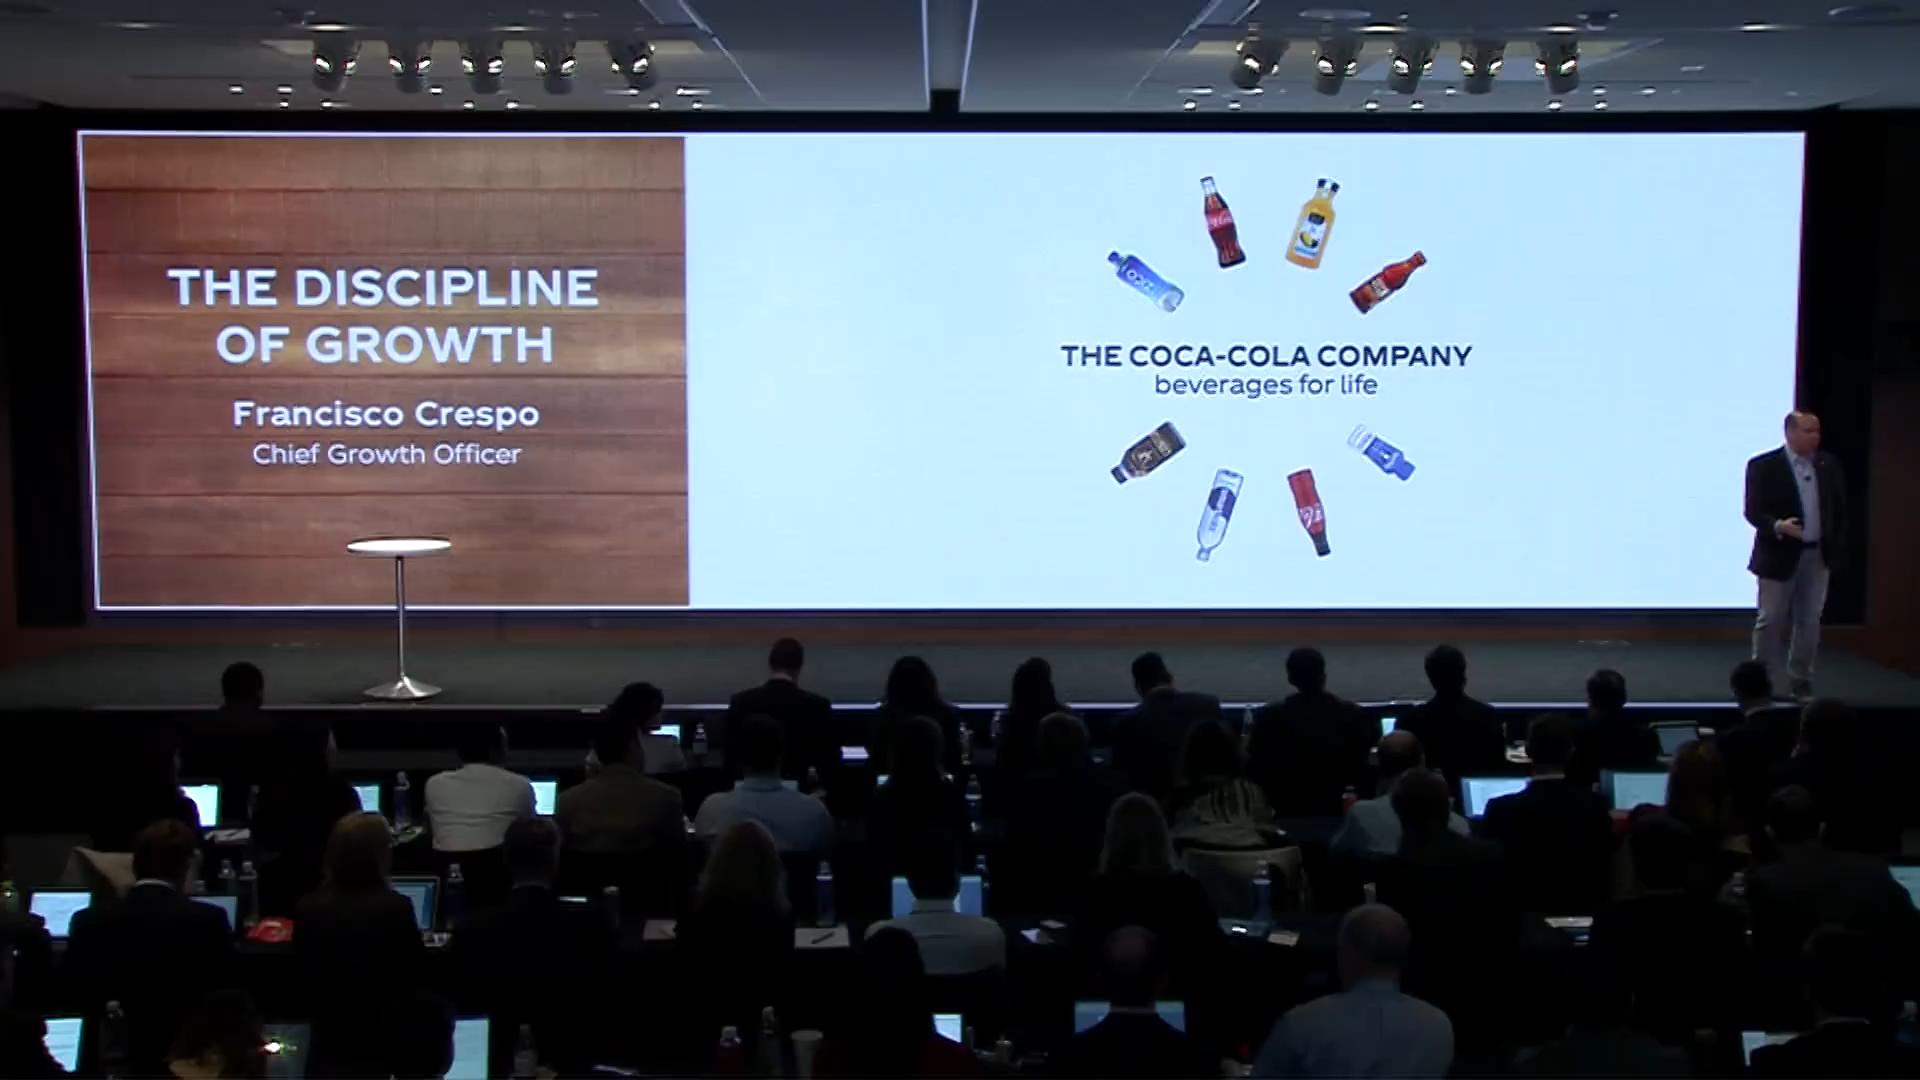 THE DISCIPLINE
OF GROWTH
Francisco Crespo
Chief Growth Officer
THE COCA-COLA COMPANY
beverages for life